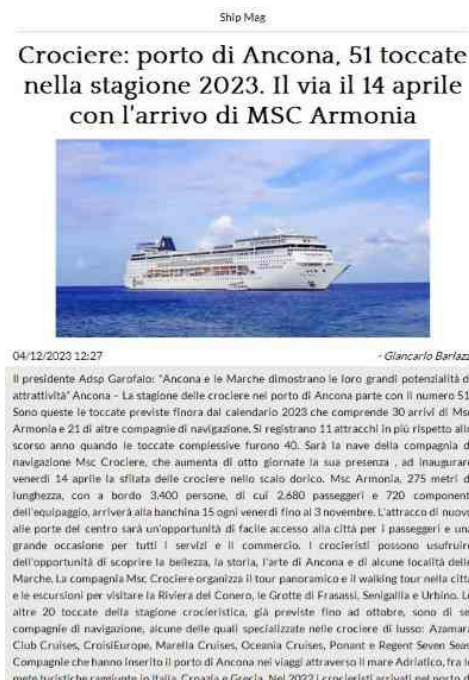 Ship Mag
Crociere: porto di Ancona, 51 toccate
nella stagione 2023. Il via il 14 aprile
con l'arrivo di MSC Armonia
04/12/2023 12:27
- Giancarlo Barlazzi
Il presidente Adsp Garofalo: "Ancona e le Marche dimostrano le loro grandi potenzialità di
attrattività" Ancona – La stagione delle crociere nel porto di Ancona parte con il numero 51.
Sono queste le toccate previste finora dal calendario 2023 che comprende 30 arrivi di Msc
Armonia e 21 di altre compagnie di navigazione. Si registrano 11 attracchi in più rispetto allo
scorso anno quando le toccate complessive furono 40. Sarà la nave della compagnia di
navigazione Msc Crociere, che aumenta di otto giornate la sua presenza , ad inaugurare
venerdì 14 aprile la sfilata delle crociere nello scalo dorico. Msc Armonia, 275 metri di
lunghezza, con a bordo 3.400 persone, di cui 2.680 passeggeri e 720 componenti
dell'equipaggio, arriverà alla banchina 15 ogni venerdì fino al 3 novembre. L'attracco di nuovo
alle porte del centro sarà un'opportunità di facile accesso alla città per i passeggeri e una
grande occasione per tutti i servizi e il commercio. I crocieristi possono usufruire
dell'opportunità di scoprire la bellezza, la storia, l'arte di Ancona e di alcune località delle
Marche. La compagnia Msc Crociere organizza il tour panoramico e il walking tour nella città
e le escursioni per visitare la Riviera del Conero, le Grotte di Frasassi, Senigallia e Urbino. Le
altre 20 toccate della stagione crocieristica, già previste fino ad ottobre, sono di sei
compagnie di navigazione, alcune delle quali specializzate nelle crociere di lusso: Azamara
Club Cruises, CroisiEurope, Marella Cruises, Oceania Cruises, Ponant e Regent Seven Seas.
Compagnie che hanno inserito il porto di Ancona nei viaggi attraverso il mare Adriatico, fra le
mete turistiche raggiunte in Italia, Croazia e Grecia. Nel 2022 i crocieristi arrivati nel porto di